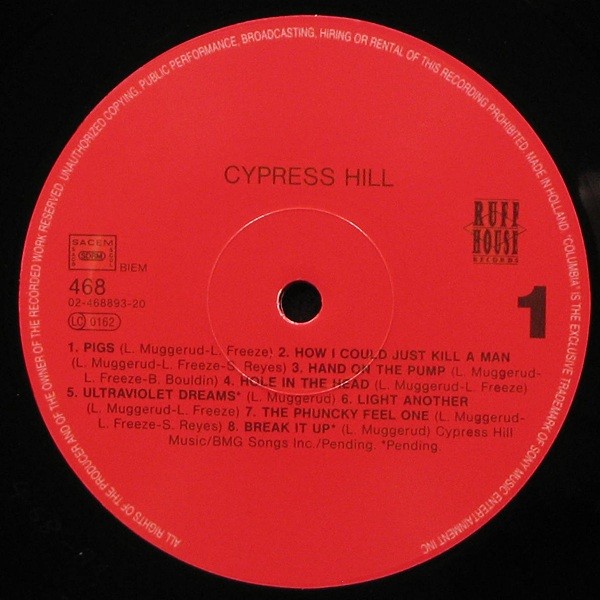 ALL RIGHTS OF THE PRODUCER AND OF THE OWNER OF THE RECORDED WORK RESERVED. UNAUTHORIZED COPYING, PUBLIC PERFORMANCE, BROADCASTING, HIRING OR RENTAL OF THIS RECORDING PROHIBITED. MADE IN HOLLAND. "COLUMBIA" IS THE EXCLUSIVE TRADEMARK OF SONY MUSIC ENTERTAINMENT INC.
CYPRESS HILL
RUFF
HOUSE
RECORDS
SACEM
SDRM
BIEM
468
02-468893-20
LC 0162
1
1. PIGS (L. Muggerud-L. Freeze) 2. HOW I COULD JUST KILL A MAN
(L. Muggerud-L. Freeze-S. Reyes) 3. HAND ON THE PUMP (L. Muggerud-
L. Freeze-B. Bouldin) 4. HOLE IN THE HEAD (L. Muggerud-L. Freeze)
5. ULTRAVIOLET DREAMS* (L. Muggerud) 6. LIGHT ANOTHER
(L. Muggerud-L. Freeze) 7. THE PHUNCKY FEEL ONE (L. Muggerud-
L. Freeze-S. Reyes) 8. BREAK IT UP* (L. Muggerud) Cypress Hill
Music/BMG Songs Inc./Pending. *Pending.